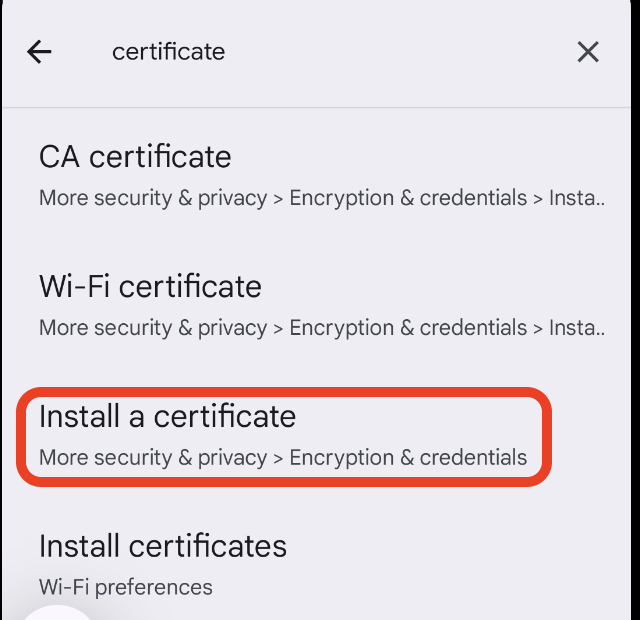 certificate
CA certificate
More security & privacy > Encryption & credentials > Insta..
Wi-Fi certificate
More security & privacy > Encryption & credentials > Insta..
Install a certificate
More security & privacy > Encryption & credentials
Install certificates
Wi-Fi preferences